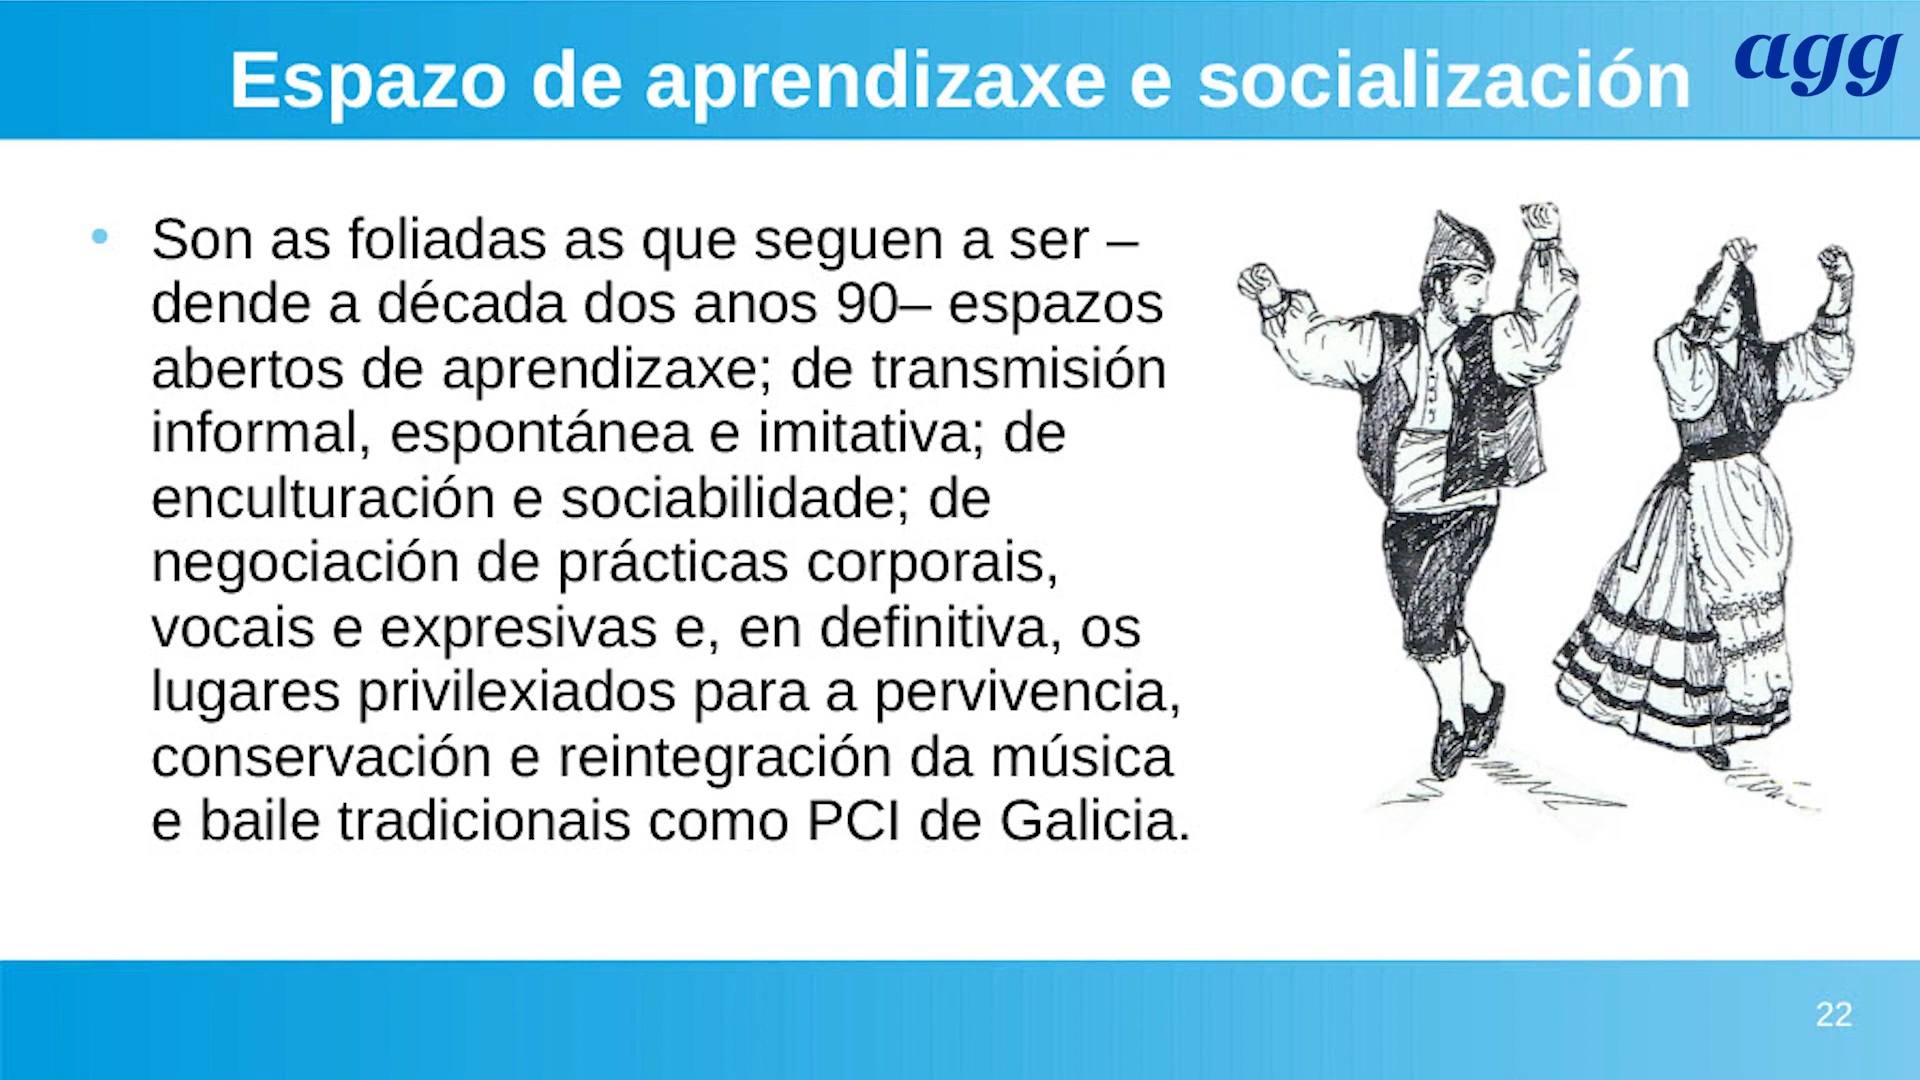 Espazo de aprendizaxe e socialización
agg
• Son as foliadas as que seguen a ser –
dende a década dos anos 90– espazos
abertos de aprendizaxe; de transmisión
informal, espontánea e imitativa; de
enculturación e sociabilidade; de
negociación de prácticas corporais,
vocais e expresivas e, en definitiva, os
lugares privilexiados para a pervivencia,
conservación e reintegración da música
e baile tradicionais como PCI de Galicia.
22